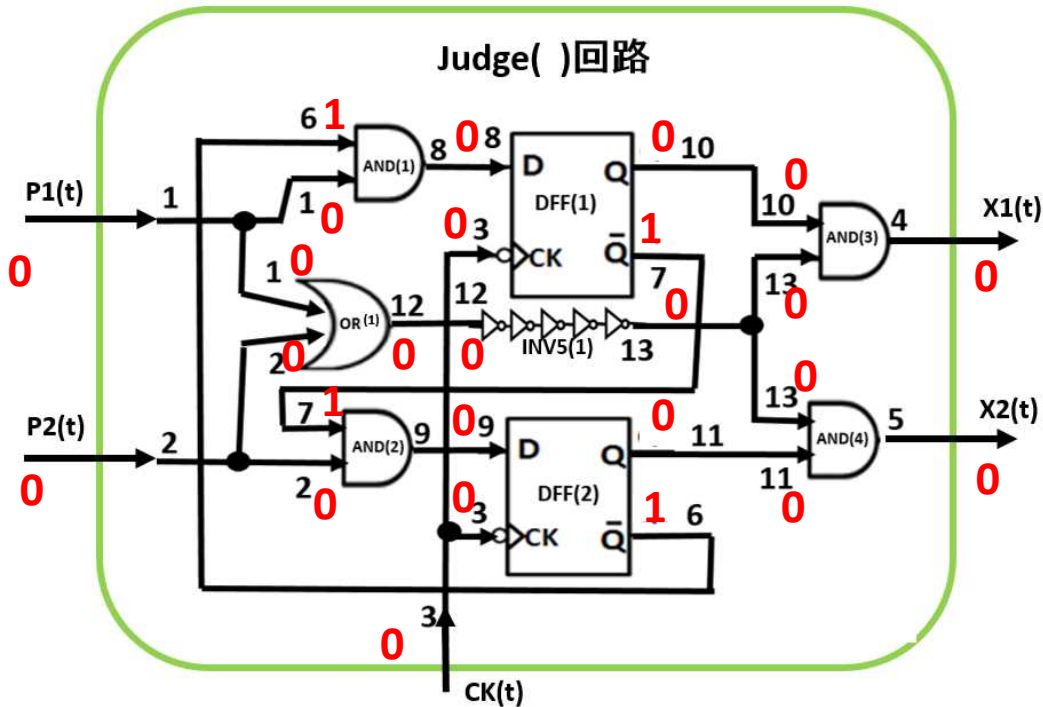 Judge( )回路
6 1
AND(1)
8 0 8
D
Q
0 10
DFF(1)
P1(t)
1
1 0
0
0 3
CK
Q̅
1
7
0
10
10
AND(3)
4
X1(t)
0
1 0
OR(1)
12
0
12
0
INV5(1)
0
13
13
0
2 0
7 1
AND(2)
9 0 9
D
Q
0
11
DFF(2)
0
13
AND(4)
5
X2(t)
0
P2(t)
2
0
2 0
0 3
CK
Q̅
1 6
11 0
3
0
CK(t)